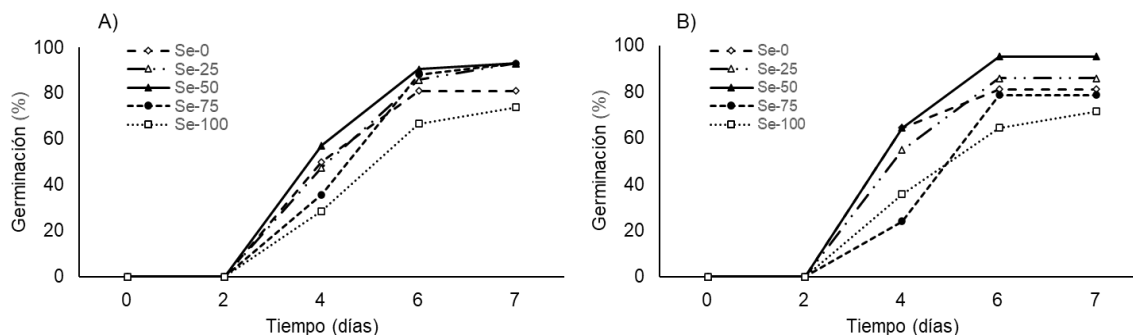 A)
Germinación (%)
100
80
60
40
20
0
Se-0
Se-25
Se-50
Se-75
Se-100
0 2 4 6 7
Tiempo (días)
B)
Germinación (%)
100
80
60
40
20
0
Se-0
Se-25
Se-50
Se-75
Se-100
0 2 4 6 7
Tiempo (días)